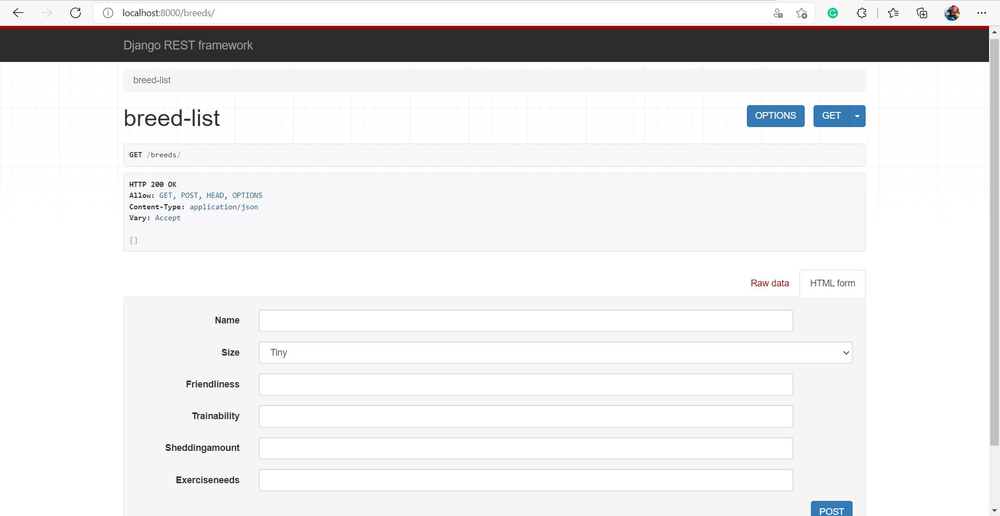 localhost:8000/breeds/
Django REST framework
breed-list
breed-list
OPTIONS
GET
GET /breeds/
HTTP 200 OK
Allow: GET, POST, HEAD, OPTIONS
Content-Type: application/json
Vary: Accept
[]
Raw data
HTML form
Name
Size
Tiny
Friendliness
Trainability
Sheddingamount
Exerciseneeds
POST